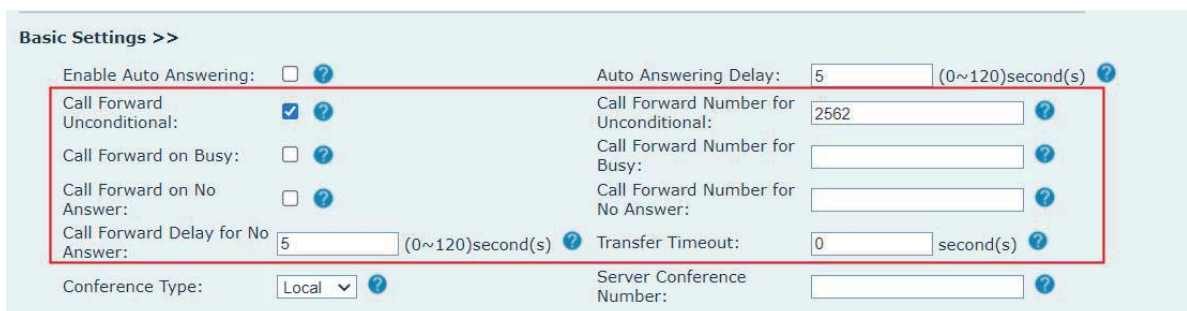 Basic Settings >>
Enable Auto Answering: ? Auto Answering Delay: 5 (0~120)second(s) ?
Call Forward Unconditional: ? Call Forward Number for Unconditional: 2562 ?
Call Forward on Busy: ? Call Forward Number for Busy: ?
Call Forward on No Answer: ? Call Forward Number for No Answer: ?
Call Forward Delay for No Answer: 5 (0~120)second(s) ? Transfer Timeout: 0 second(s) ?
Conference Type: Local ? Server Conference Number: ?